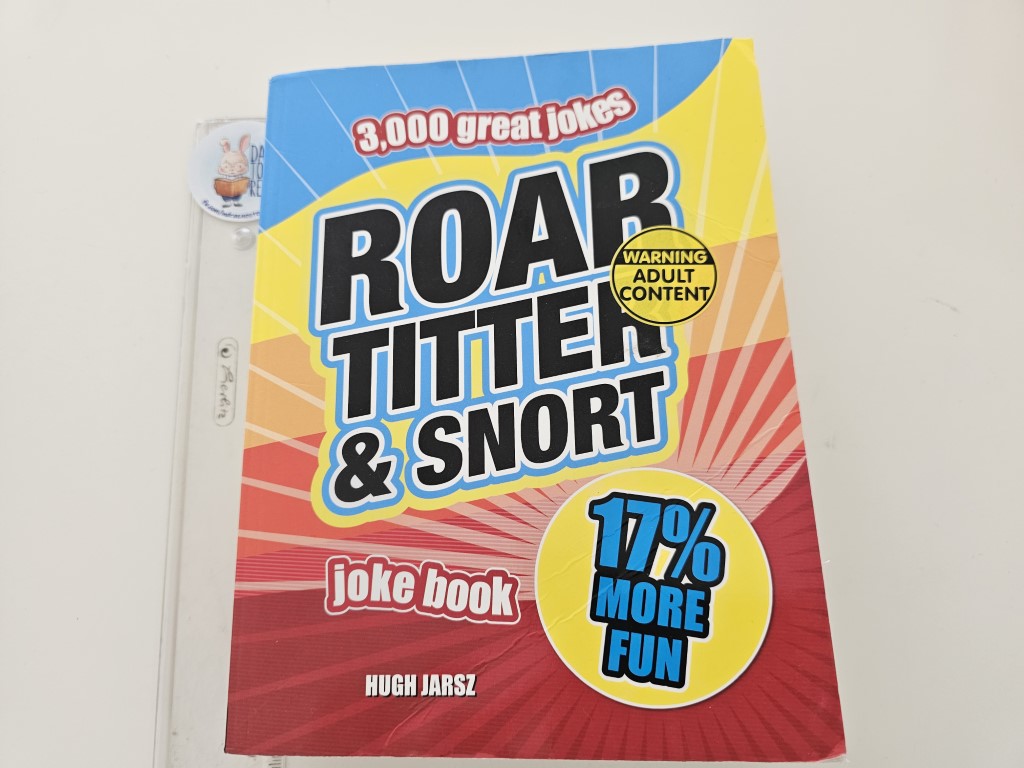 3,000 great jokes
ROAR
TITTER
& SNORT
WARNING
ADULT
CONTENT
17%
MORE
FUN
joke book
HUGH JARSZ